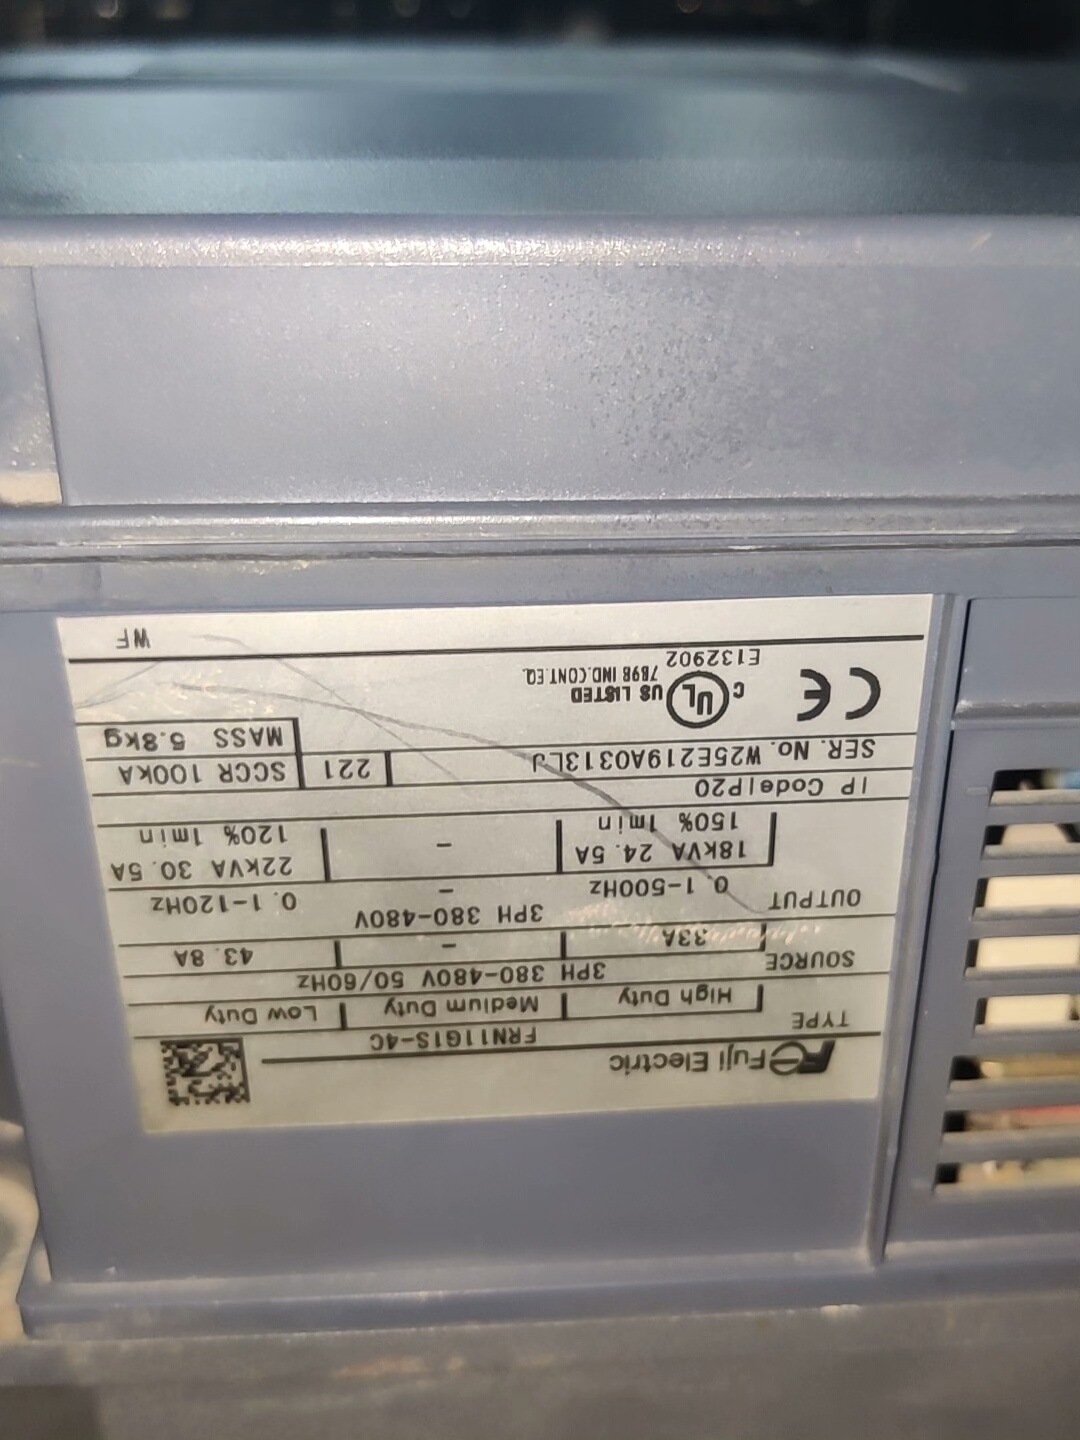 Fe Fuji Electric
TYPE FRN11G1S-4C
High Duty Medium Duty Low Duty
SOURCE 3PH 380-480V 50/60Hz
33A - 43.8A
OUTPUT 3PH 380-480V
0.1-500Hz - 0.1-120Hz
18kVA 24.5A - 22kVA 30.5A
150% 1min 120% 1min
IP Code IP20
SER. No. W25E219A0313LJ 221 SCCR 100kA
MASS 5.8kg
CE C UL US LISTED 7B98 IND.CONT.EQ.
E132902
WF